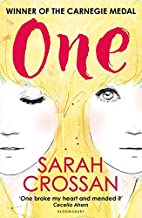 WINNER OF THE CARNEGIE MEDAL
One
SARAH
CROSSAN
'One broke my heart and mended it'
Cecelia Ahern
BLOOMSBURY